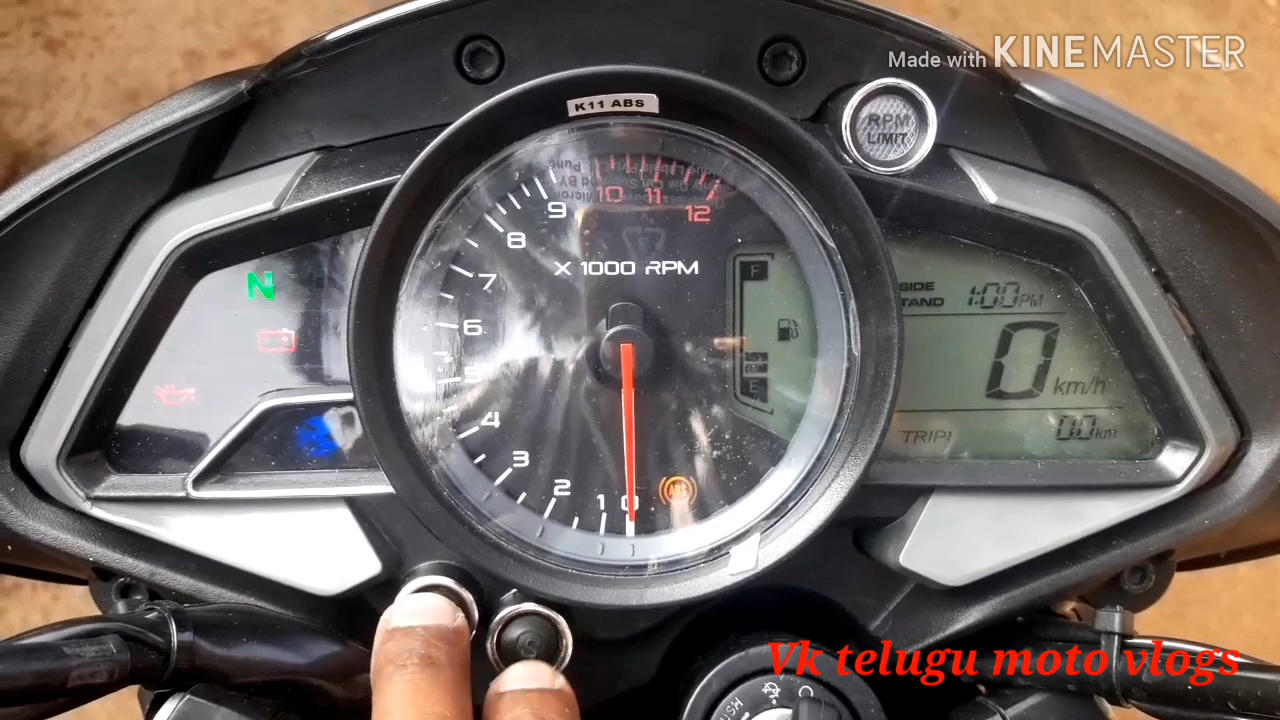 Made with KINEMASTER
K11 ABS
RPM
LIMIT
10 11 12
9
8
7
6
5
4
3
2
1 0
X 1000 RPM
N
F
E
ABS
SIDE
STAND 1:00 PM
0 km/h
TRIP1 0.0 km
S
Vk telugu moto vlogs